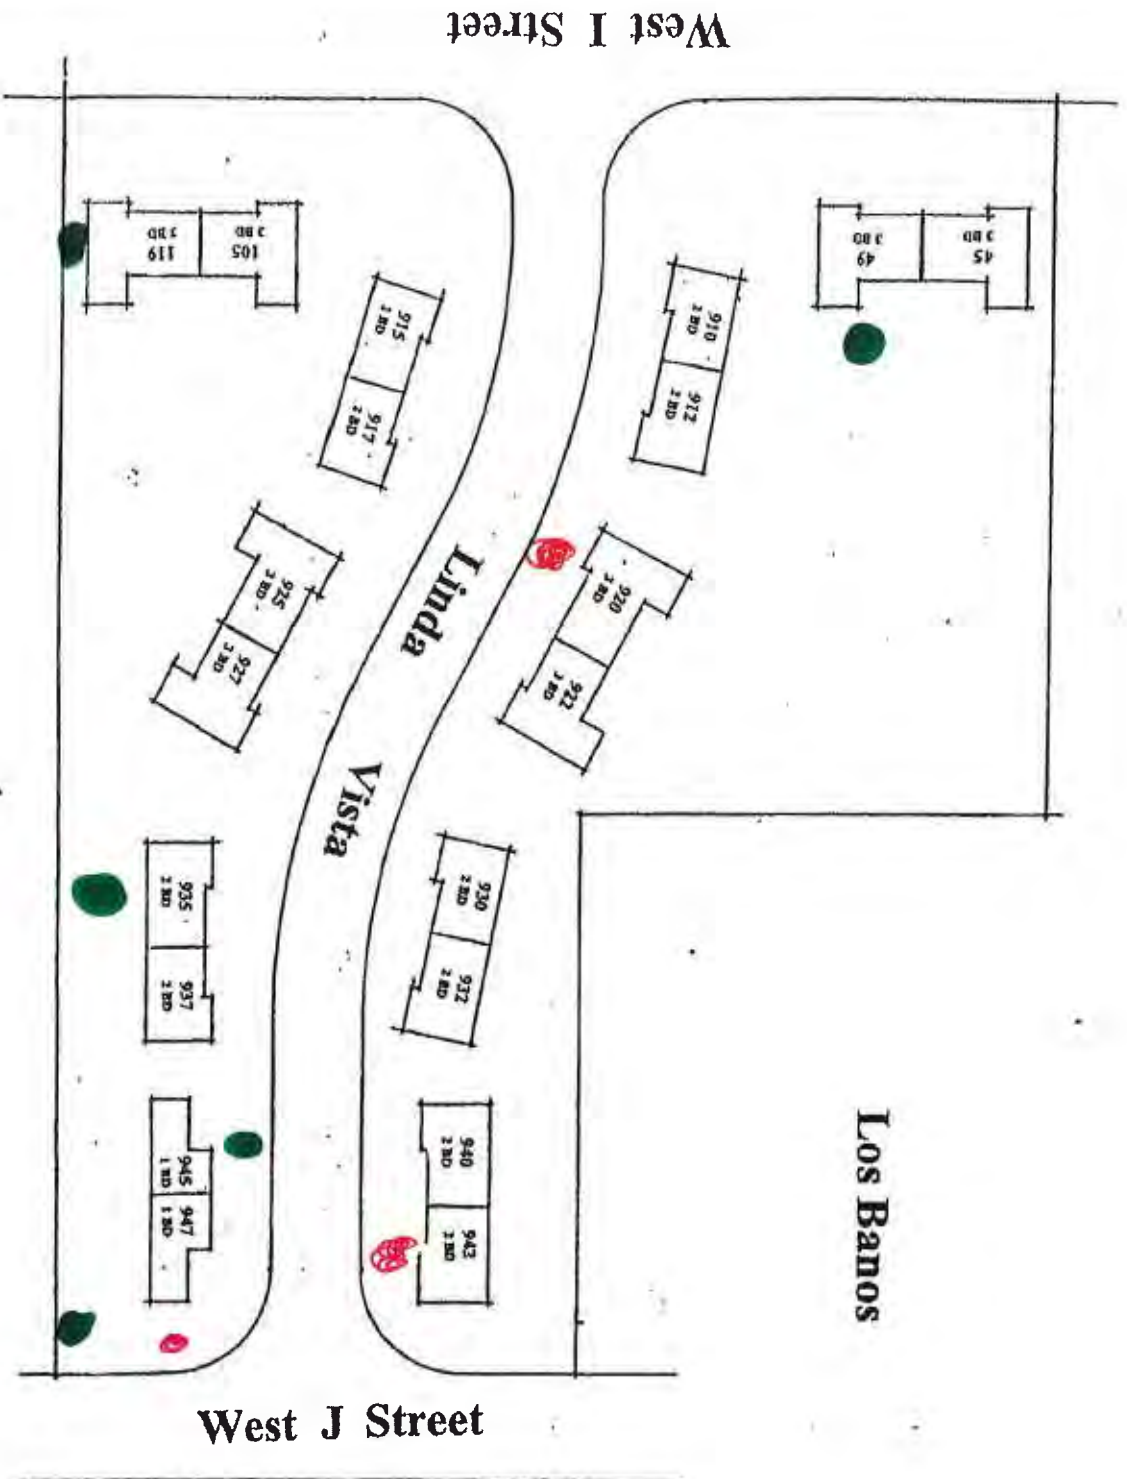 West I Street
119
3 BD
105
3 BD
49
3 BD
45
3 BD
915
2 BD
917
2 BD
910
2 BD
912
2 BD
925
3 BD
927
3 BD
Linda
Vista
920
3 BD
922
3 BD
935
2 BD
937
2 BD
930
2 BD
932
2 BD
945
1 BD
947
1 BD
940
2 BD
943
2 BD
Los Banos
West J Street